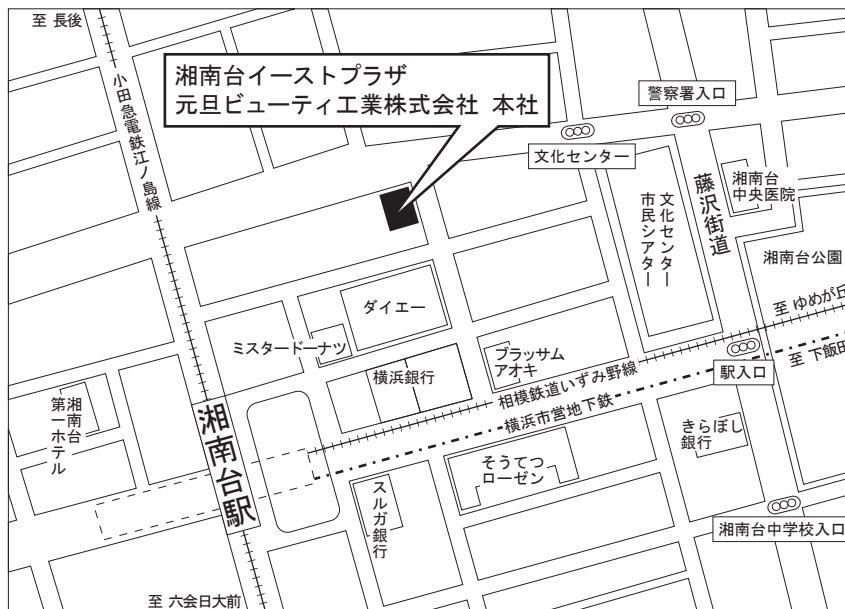 至 長後
湘南台イーストプラザ
元旦ビューティ工業株式会社 本社
小田急電鉄江ノ島線
警察署入口
文化センター
藤沢街道
湘南台
中央医院
文化センター
市民シアター
湘南台公園
至 ゆめが丘
至 下飯田
ダイエー
ミスタードーナツ
横浜銀行
ブラッサム
アオキ
相模鉄道いずみ野線
横浜市営地下鉄
駅入口
湘南台
第一ホテル
湘南台駅
きらぼし
銀行
そうてつ
ローゼン
スルガ銀行
湘南台中学校入口
至 六会日大前